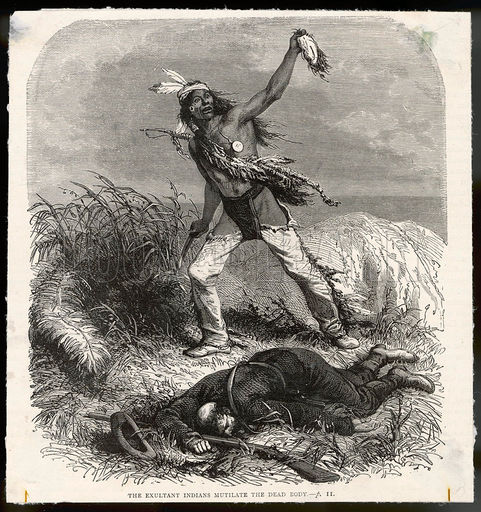 THE EXULTANT INDIANS MUTILATE THE DEAD BODY.—p. 11.